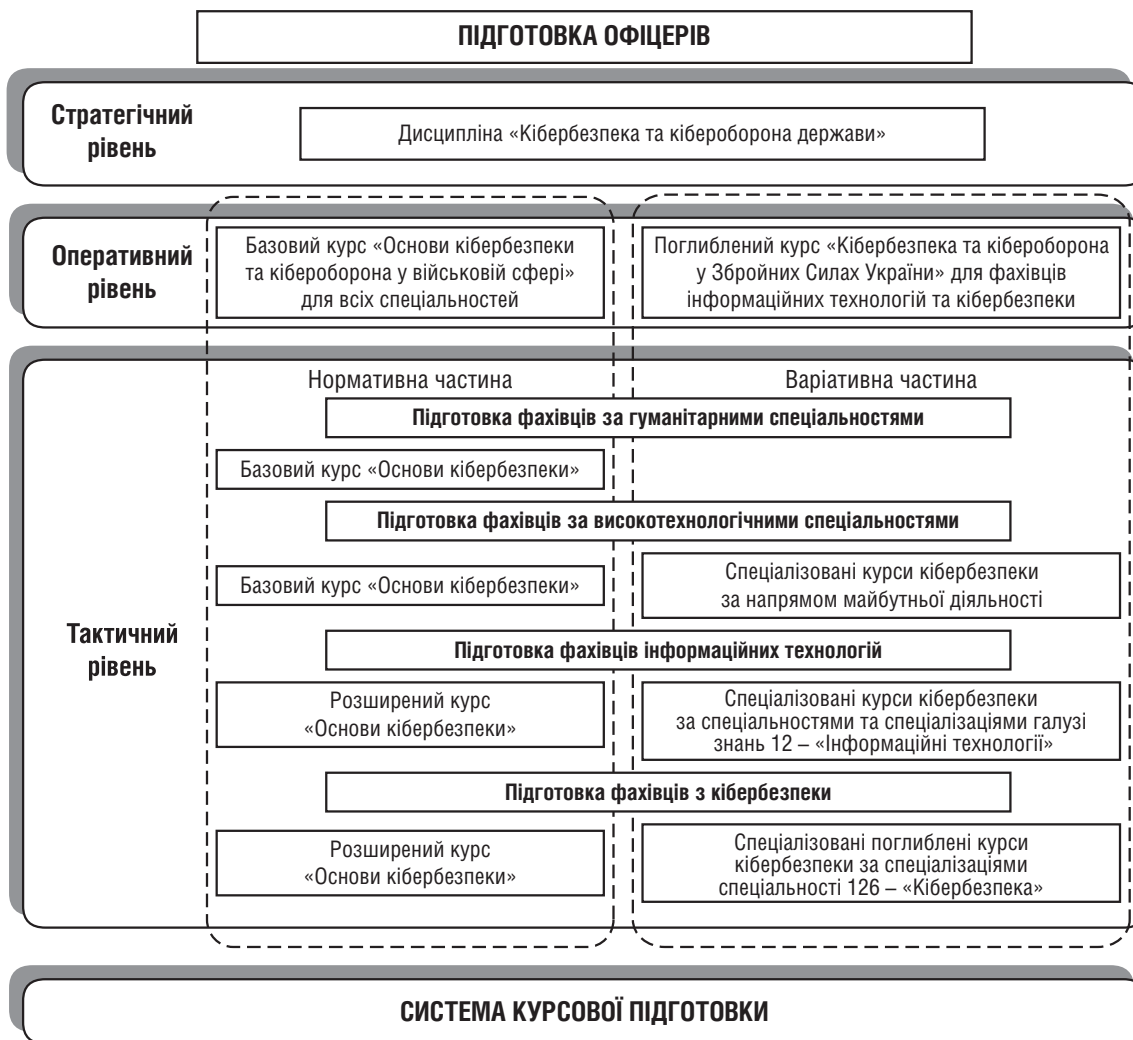 ПІДГОТОВКА ОФІЦЕРІВ
Стратегічний
рівень
Дисципліна «Кібербезпека та кібероборона держави»
Оперативний
рівень
Базовий курс «Основи кібербезпеки
та кібероборона у військовій сфері»
для всіх спеціальностей
Поглиблений курс «Кібербезпека та кібероборона
у Збройних Силах України» для фахівців
інформаційних технологій та кібербезпеки
Тактичний
рівень
Нормативна частина
Варіативна частина
Підготовка фахівців за гуманітарними спеціальностями
Базовий курс «Основи кібербезпеки»
Підготовка фахівців за високотехнологічними спеціальностями
Базовий курс «Основи кібербезпеки»
Спеціалізовані курси кібербезпеки
за напрямом майбутньої діяльності
Підготовка фахівців інформаційних технологій
Розширений курс
«Основи кібербезпеки»
Спеціалізовані курси кібербезпеки
за спеціальностями та спеціалізаціями галузі
знань 12 – «Інформаційні технології»
Підготовка фахівців з кібербезпеки
Розширений курс
«Основи кібербезпеки»
Спеціалізовані поглиблені курси
кібербезпеки за спеціалізаціями
спеціальності 126 – «Кібербезпека»
СИСТЕМА КУРСОВОЇ ПІДГОТОВКИ